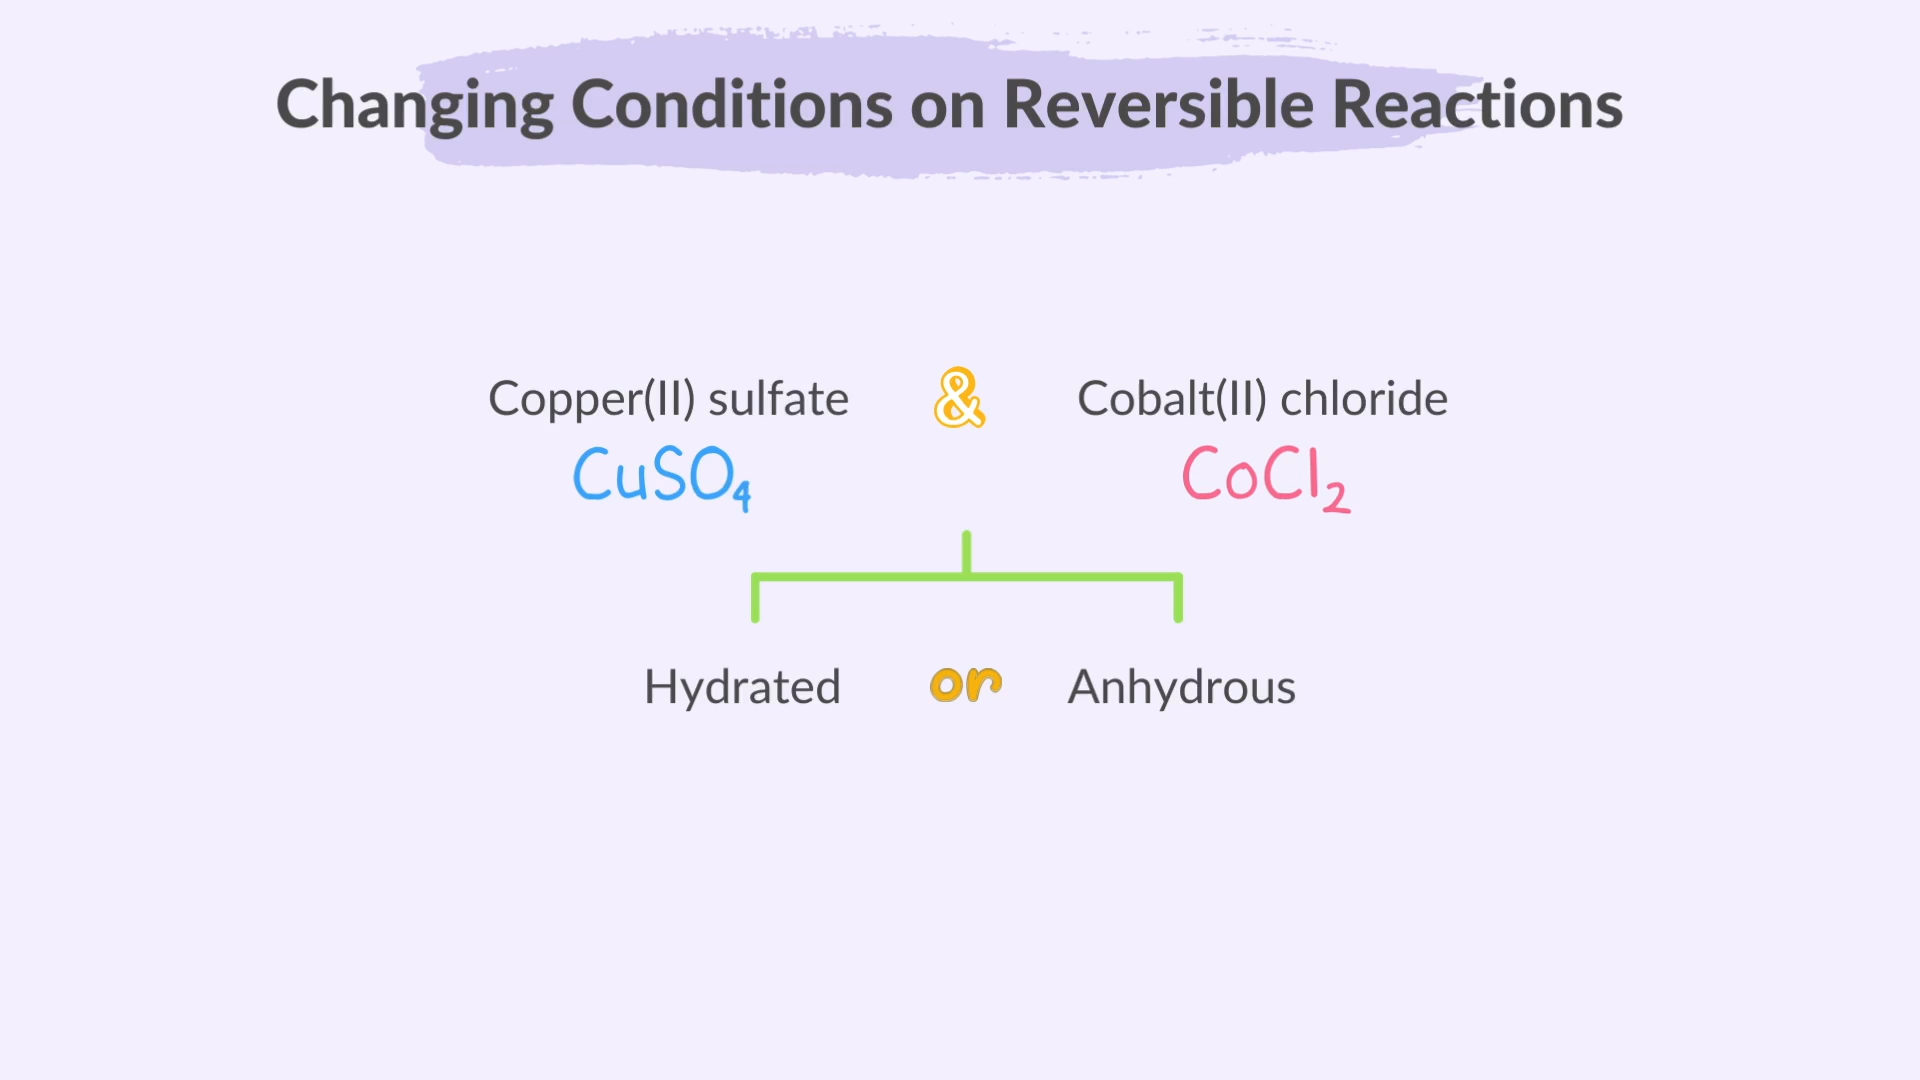 Changing Conditions on Reversible Reactions
Copper(II) sulfate & Cobalt(II) chloride
CuSO₄ CoCl₂
Hydrated or Anhydrous